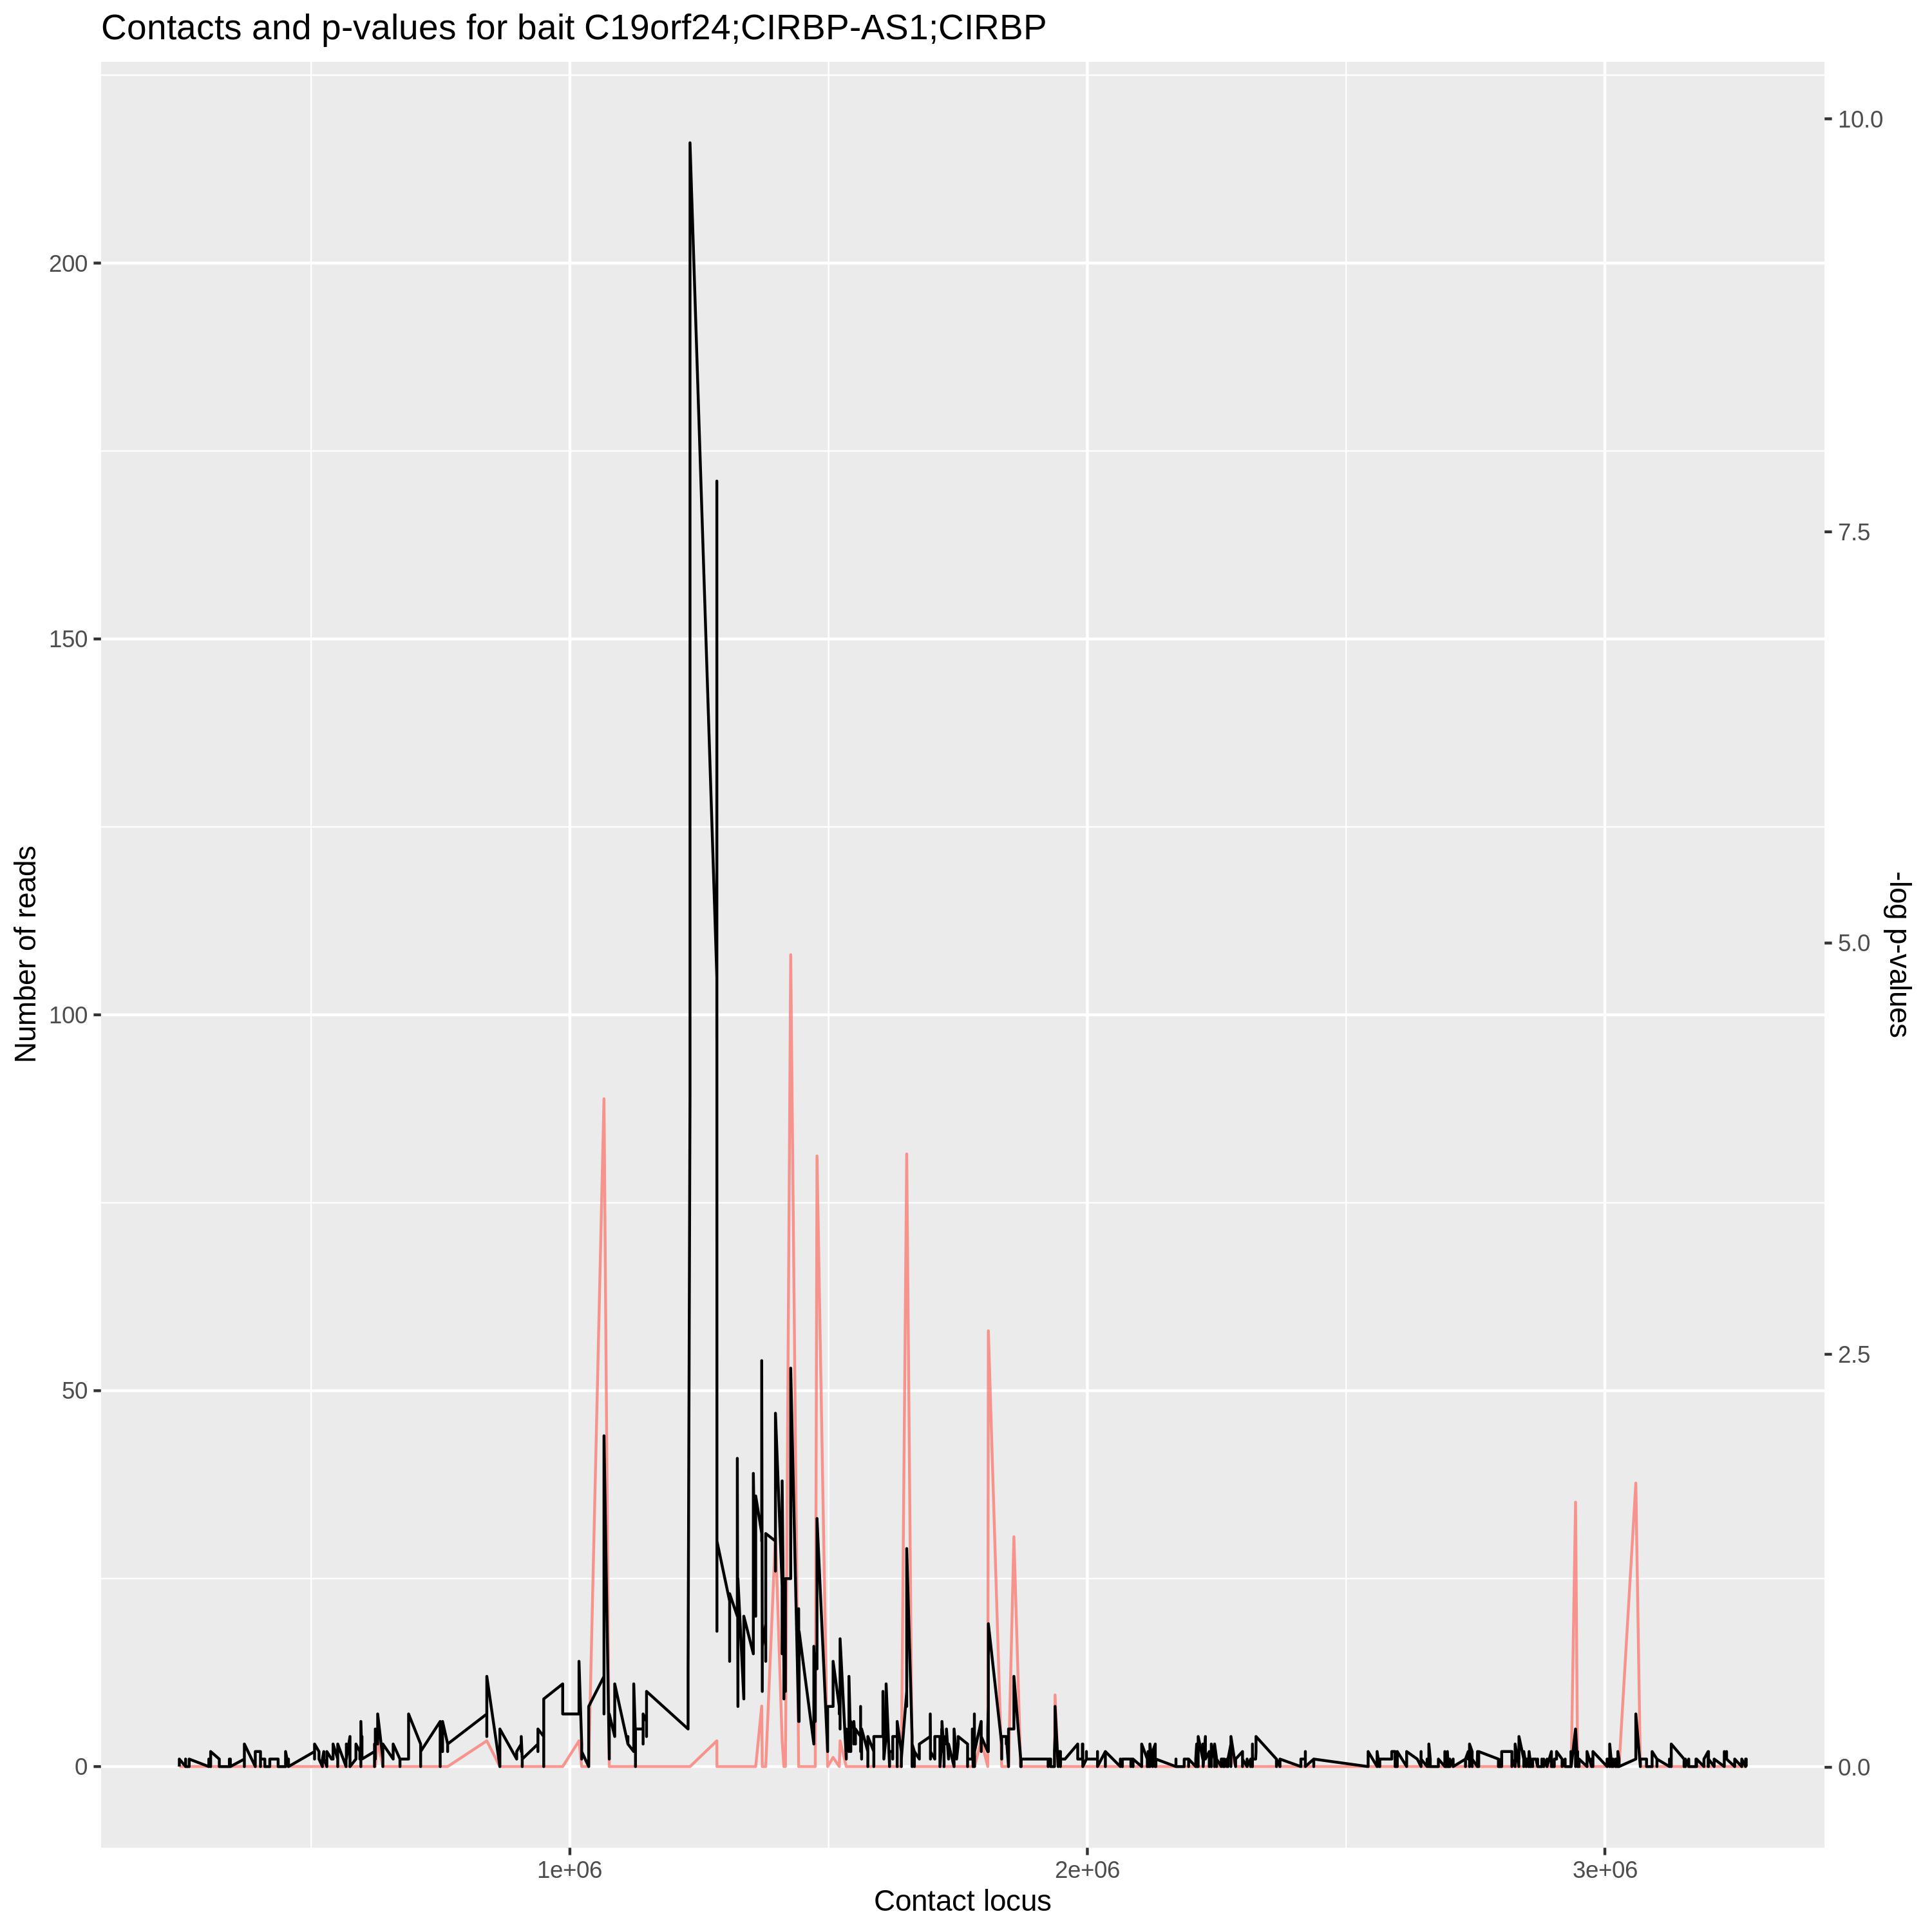 Contacts and p-values for bait C19orf24;CIRBP-AS1;CIRBP
Number of reads
200
150
100
50
0
10.0
7.5
5.0
2.5
0.0
-log p-values
1e+06
2e+06
3e+06
Contact locus